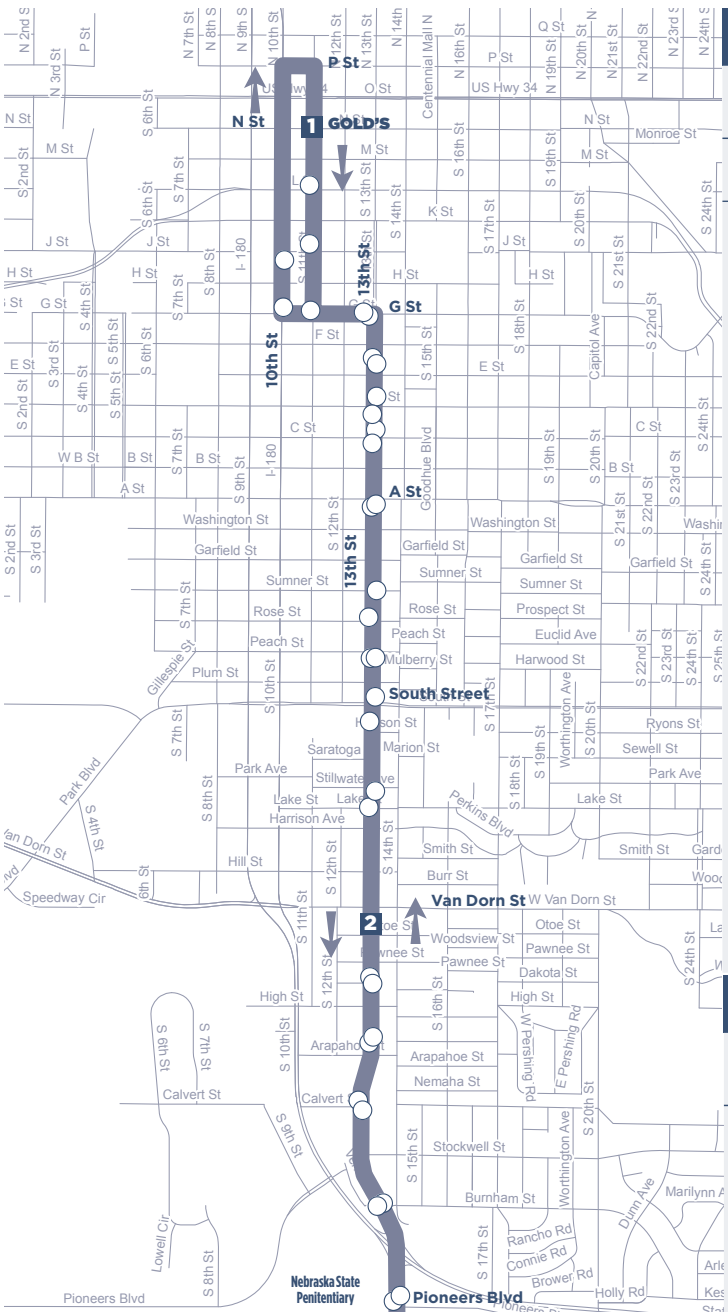 N 2nd S
N 3rd St
P St
N 7th St
N 8th St
N 9th S
N 10th St
12th St
N 13th St
N 14th
Centennial Mall N
N 16th St
Q St
P St
N 19th St
N 20th St
N 21st St
N 22nd St
N 23rd St
N 24th St
P St
US Hwy 34
O St
US Hwy 34
N St
S 6th St
N St
1
GOLD'S
N St
Monroe St
M St
M St
M St
S 2nd St
S 7th St
S 13th St
S 14th St
S 16th St
S 19th St
S 20th St
S 24th St
K St
S 6th St
J St
J St
I-180
S 11th St
S 17th St
J St
S 21st St
H St
H St
13th St
H St
H St
S 8th St
S 7th St
S 4th St
St
G St
G St
S 18th St
Capitol Ave
S 22nd St
F St
S 15th St
10th St
E St
S 3rd St
S 5th St
S 6th St
E St
S 2nd St
S 4th St
S 5th St
St
C St
C St
Goodhue Blvd
S 24th St
W B St
B St
S 7th St
B St
S 9th St
I-180
S 19th St
S 20th St
B St
S 23rd St
A St
A St
S 22nd St
S 21st St
Washington St
S 12th St
Washington St
Washin
S 2nd St
S 3rd St
Garfield St
13th St
Garfield St
Garfield St
Garfield St
S 24th St
Sumner St
Sumner St
Sumner St
S 7th St
Rose St
Rose St
Prospect St
Peach St
Peach St
Euclid Ave
Gillespie St
Plum St
S 10th St
Mulberry St
Harwood St
S 22nd St
S 23rd St
S 24th St
S 25th St
South Street
S 17th St
Worthington Ave
S 20th St
S 7th St
son St
Ryons St
Saratoga
Marion St
S 19th St
Sewell St
Park Blvd
Park Ave
Stillwate
ve
S 18th St
Park Ave
S 8th St
Lake St
Lake
Perkins Blvd
Lake St
S 4th St
Harrison Ave
Van Dorn St
S 12th St
S 14th St
Smith St
Smith St
Gard
Hill St
Burr St
Wood
Speedway Cir
6th St
S 11th St
Van Dorn St
W Van Dorn St
2
toe St
Otoe St
La
Woodsview St
wnee St
Pawnee St
Pawnee St
S 12th St
Dakota St
S 24th St
High St
S 16th St
High St
S 6th St
S 7th St
S 10th St
Arapaho
Arapahoe St
W Pershing Rd
E Pershing Rd
Calvert St
Calvert
Nemaha St
S 20th St
S 9th St
S 15th St
Stockwell St
Worthington Ave
Burnham St
Dunn Ave
Marilynn A
Lowell Cir
S 8th St
S 17th St
Rancho Rd
Connie Rd
Arle
Brower Rd
Holly Rd
Nebraska State
Penitentiary
Pioneers Blvd
Pioneers Blvd